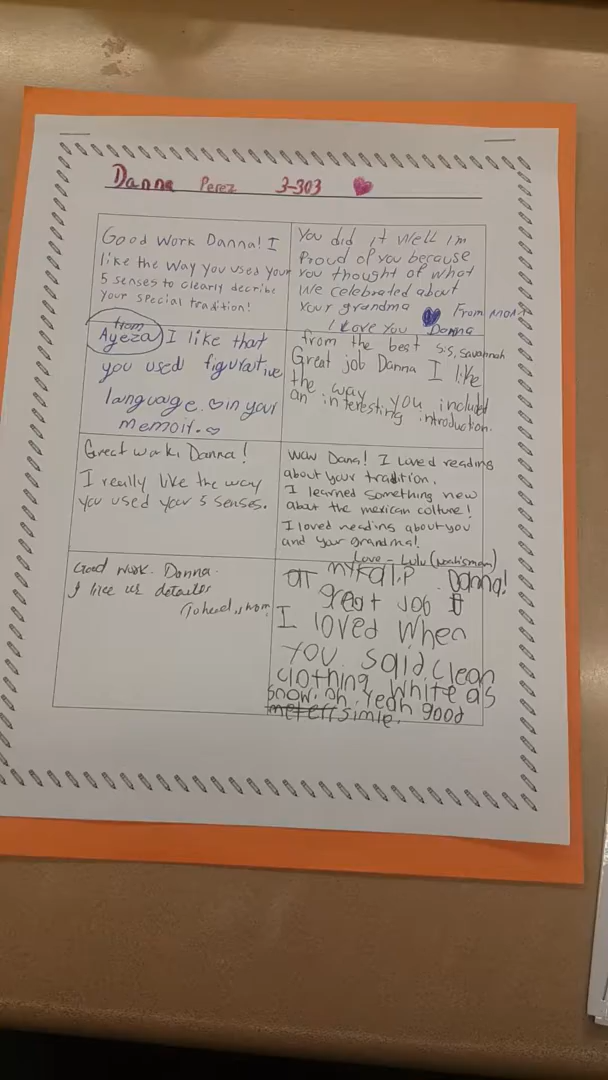 Danna Perez 3-303
Good Work Danna! I
like the way you used your
5 senses to clearly decribe
your special tradition!
You did it well I'm
Proud of you because
you thought of what
We celebrated about
your grandma
From mom
I Love You Danna
from Ayeza
I like that
you used figurative
language in your
memoir.
from the best sis, Savannah
Great job Danna I like
the way you included
an interesting introduction.
Great work, Danna!
I really like the way
you used your 5 senses.
Wow Dana! I loved reading
about your tradition.
I learned something new
about the mexican colture!
I loved reading about you
and your grandma!
Love - Lulu
Good work. Danna.
I like
Danna!
great job
I loved when
you said clean
clothing white as
snow. oh yeah good
simie.